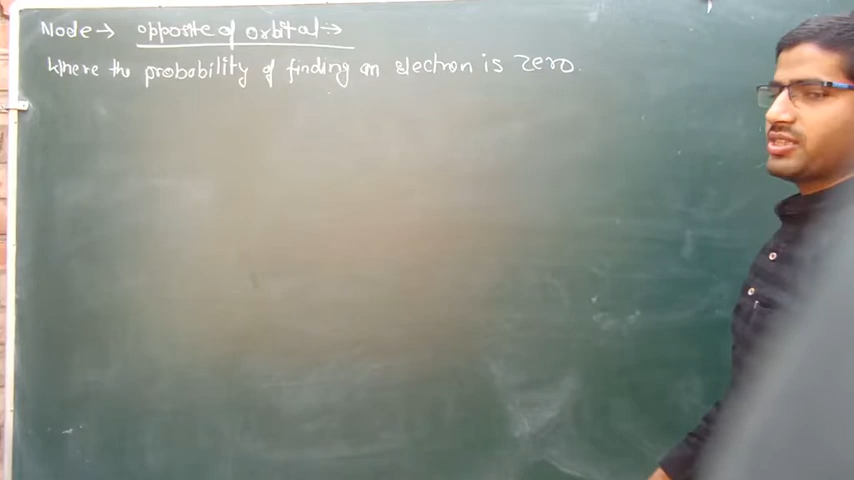 Node → opposite of orbital →
where the probability of finding an electron is zero.